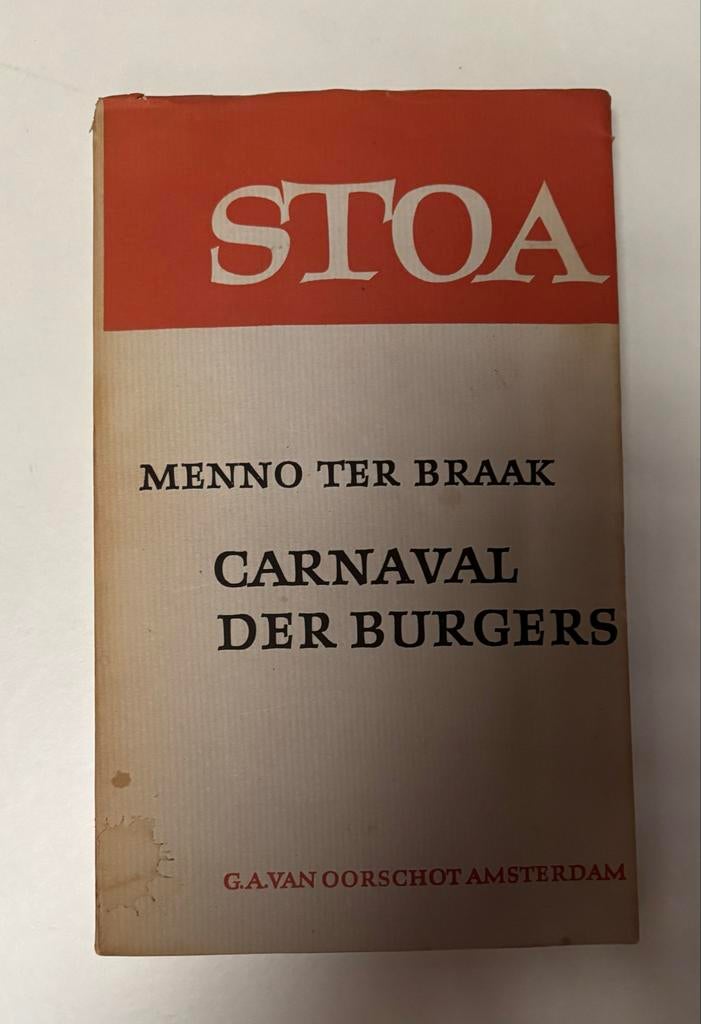 STOA
MENNO TER BRAAK
CARNAVAL
DER BURGERS
G.A.VAN OORSCHOT AMSTERDAM